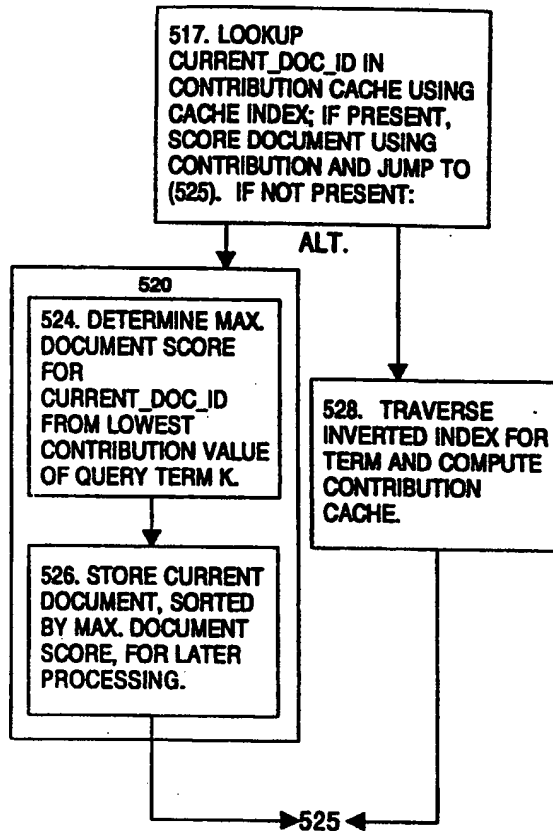 517. LOOKUP
CURRENT_DOC_ID IN
CONTRIBUTION CACHE USING
CACHE INDEX; IF PRESENT,
SCORE DOCUMENT USING
CONTRIBUTION AND JUMP TO
(525). IF NOT PRESENT:
ALT.
520
524. DETERMINE MAX.
DOCUMENT SCORE
FOR
CURRENT_DOC_ID
FROM LOWEST
CONTRIBUTION VALUE
OF QUERY TERM K.
526. STORE CURRENT
DOCUMENT, SORTED
BY MAX. DOCUMENT
SCORE, FOR LATER
PROCESSING.
528. TRAVERSE
INVERTED INDEX FOR
TERM AND COMPUTE
CONTRIBUTION
CACHE.
525